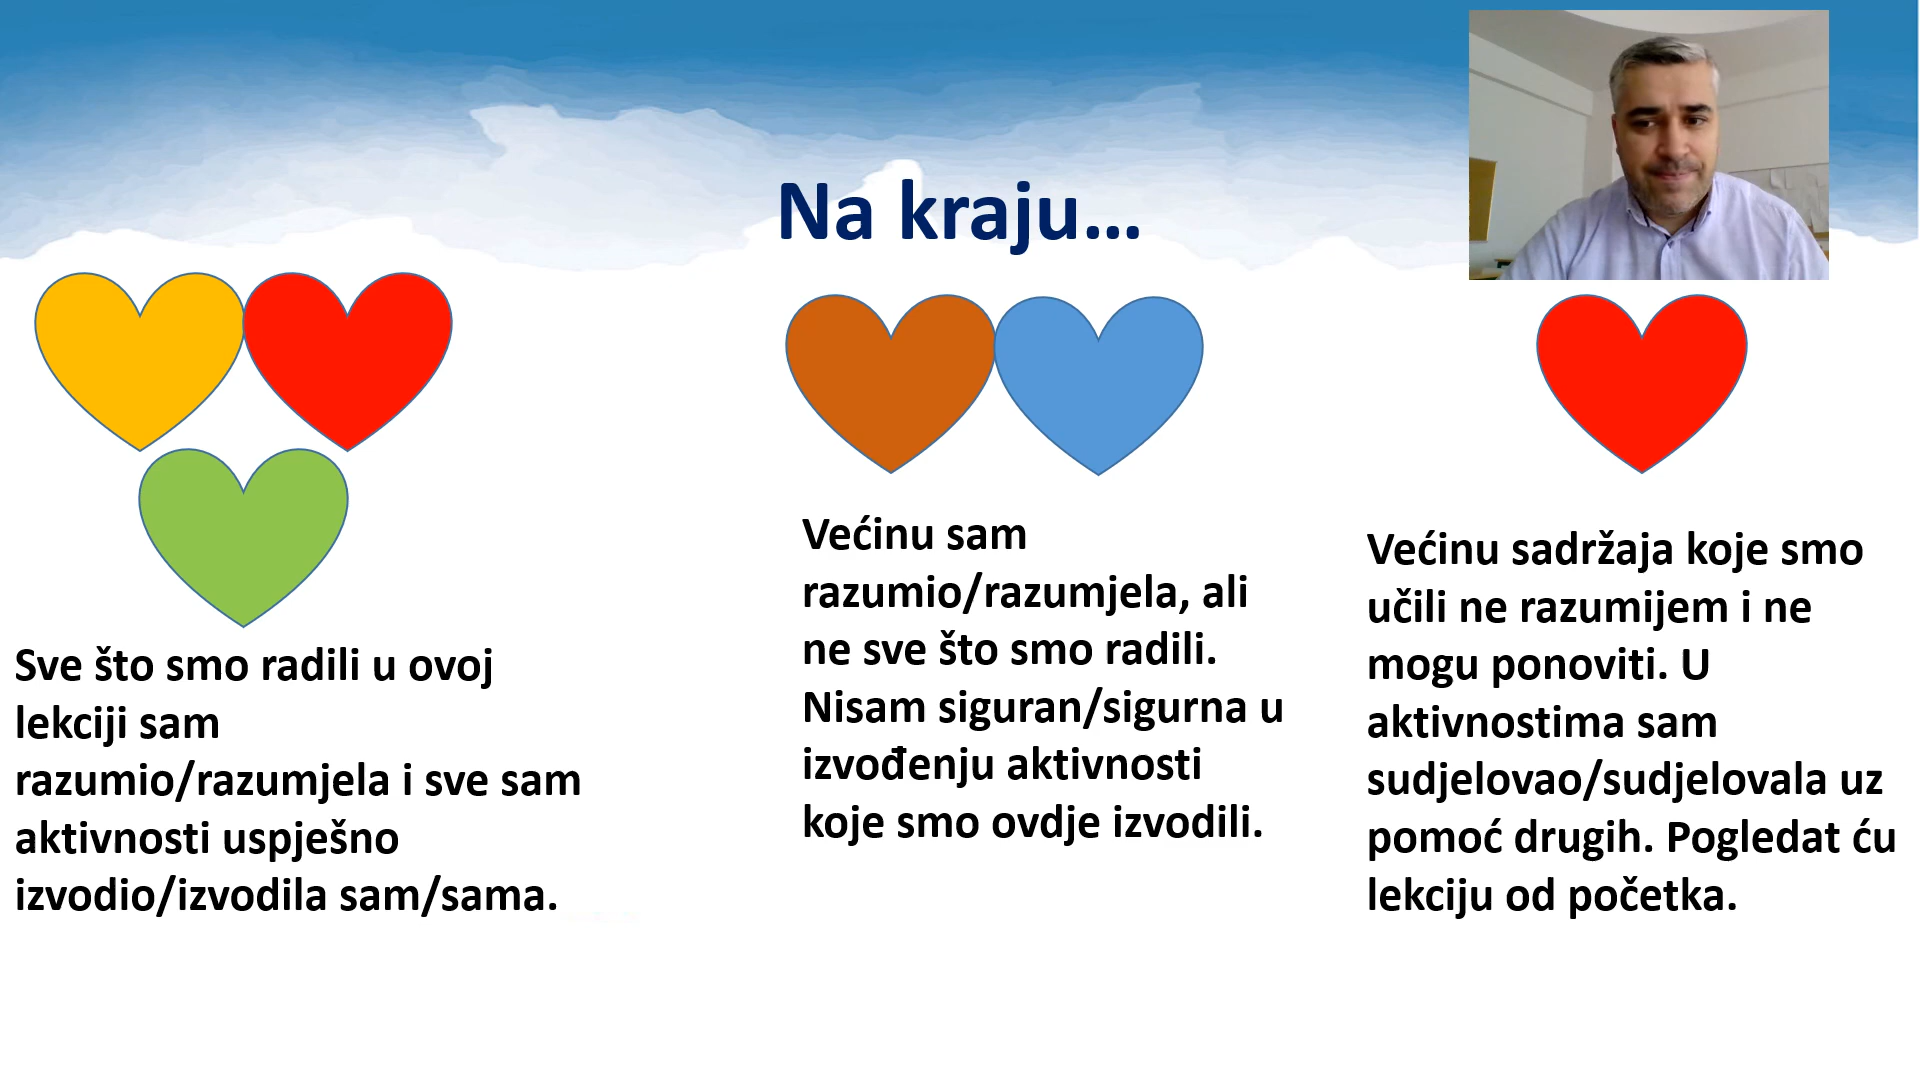 Na kraju...
Sve što smo radili u ovoj
lekciji sam
razumio/razumjela i sve sam
aktivnosti uspješno
izvodio/izvodila sam/sama.
Većinu sam
razumio/razumjela, ali
ne sve što smo radili.
Nisam siguran/sigurna u
izvođenju aktivnosti
koje smo ovdje izvodili.
Većinu sadržaja koje smo
učili ne razumijem i ne
mogu ponoviti. U
aktivnostima sam
sudjelovao/sudjelovala uz
pomoć drugih. Pogledat ću
lekciju od početka.